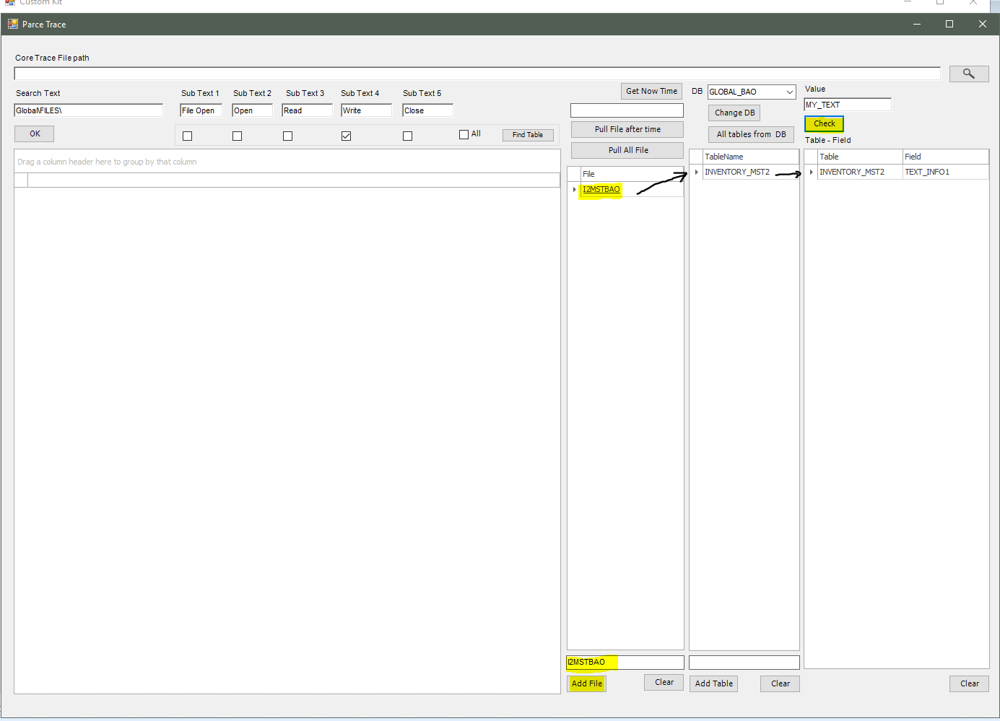 Custom Kit
Parce Trace
Core Trace File path
Search Text
Sub Text 1
Sub Text 2
Sub Text 3
Sub Text 4
Sub Text 5
Global\FILES\
File Open
Open
Read
Write
Close
OK
All
Find Table
Drag a column header here to group by that column
Get Now Time
Pull File after time
Pull All File
File
I2MSTBAO
I2MSTBAO
Add File
Clear
DB
GLOBAL_BAO
Change DB
All tables from DB
TableName
INVENTORY_MST2
Add Table
Clear
Value
MY_TEXT
Check
Table - Field
Table
Field
INVENTORY_MST2
TEXT_INFO1
Clear